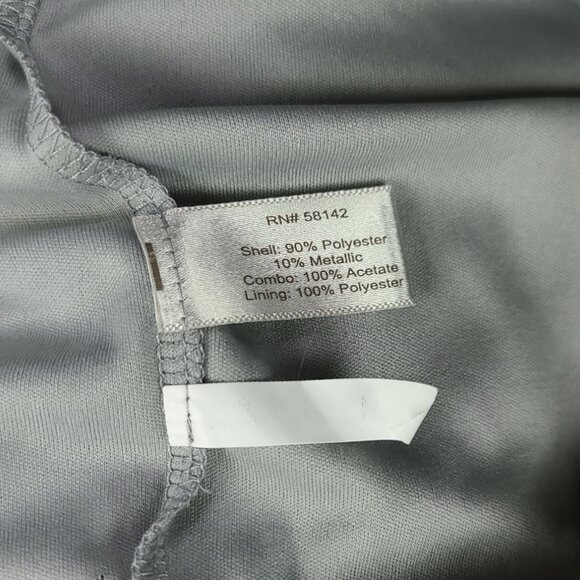 RN# 58142
Shell: 90% Polyester
10% Metallic
Combo: 100% Acetate
Lining: 100% Polyester